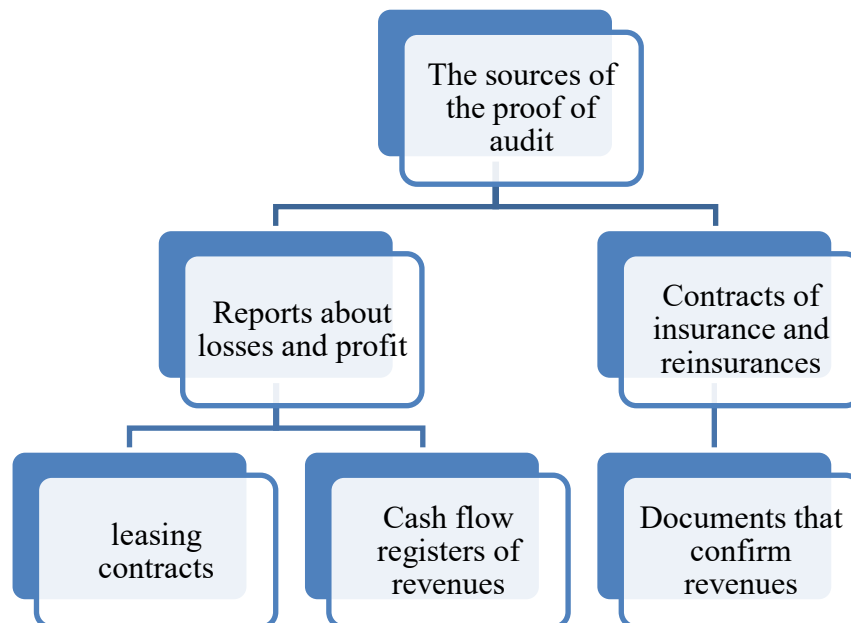 The sources of
the proof of
audit
Reports about
losses and profit
Contracts of
insurance and
reinsurances
leasing
contracts
Cash flow
registers of
revenues
Documents that
confirm
revenues